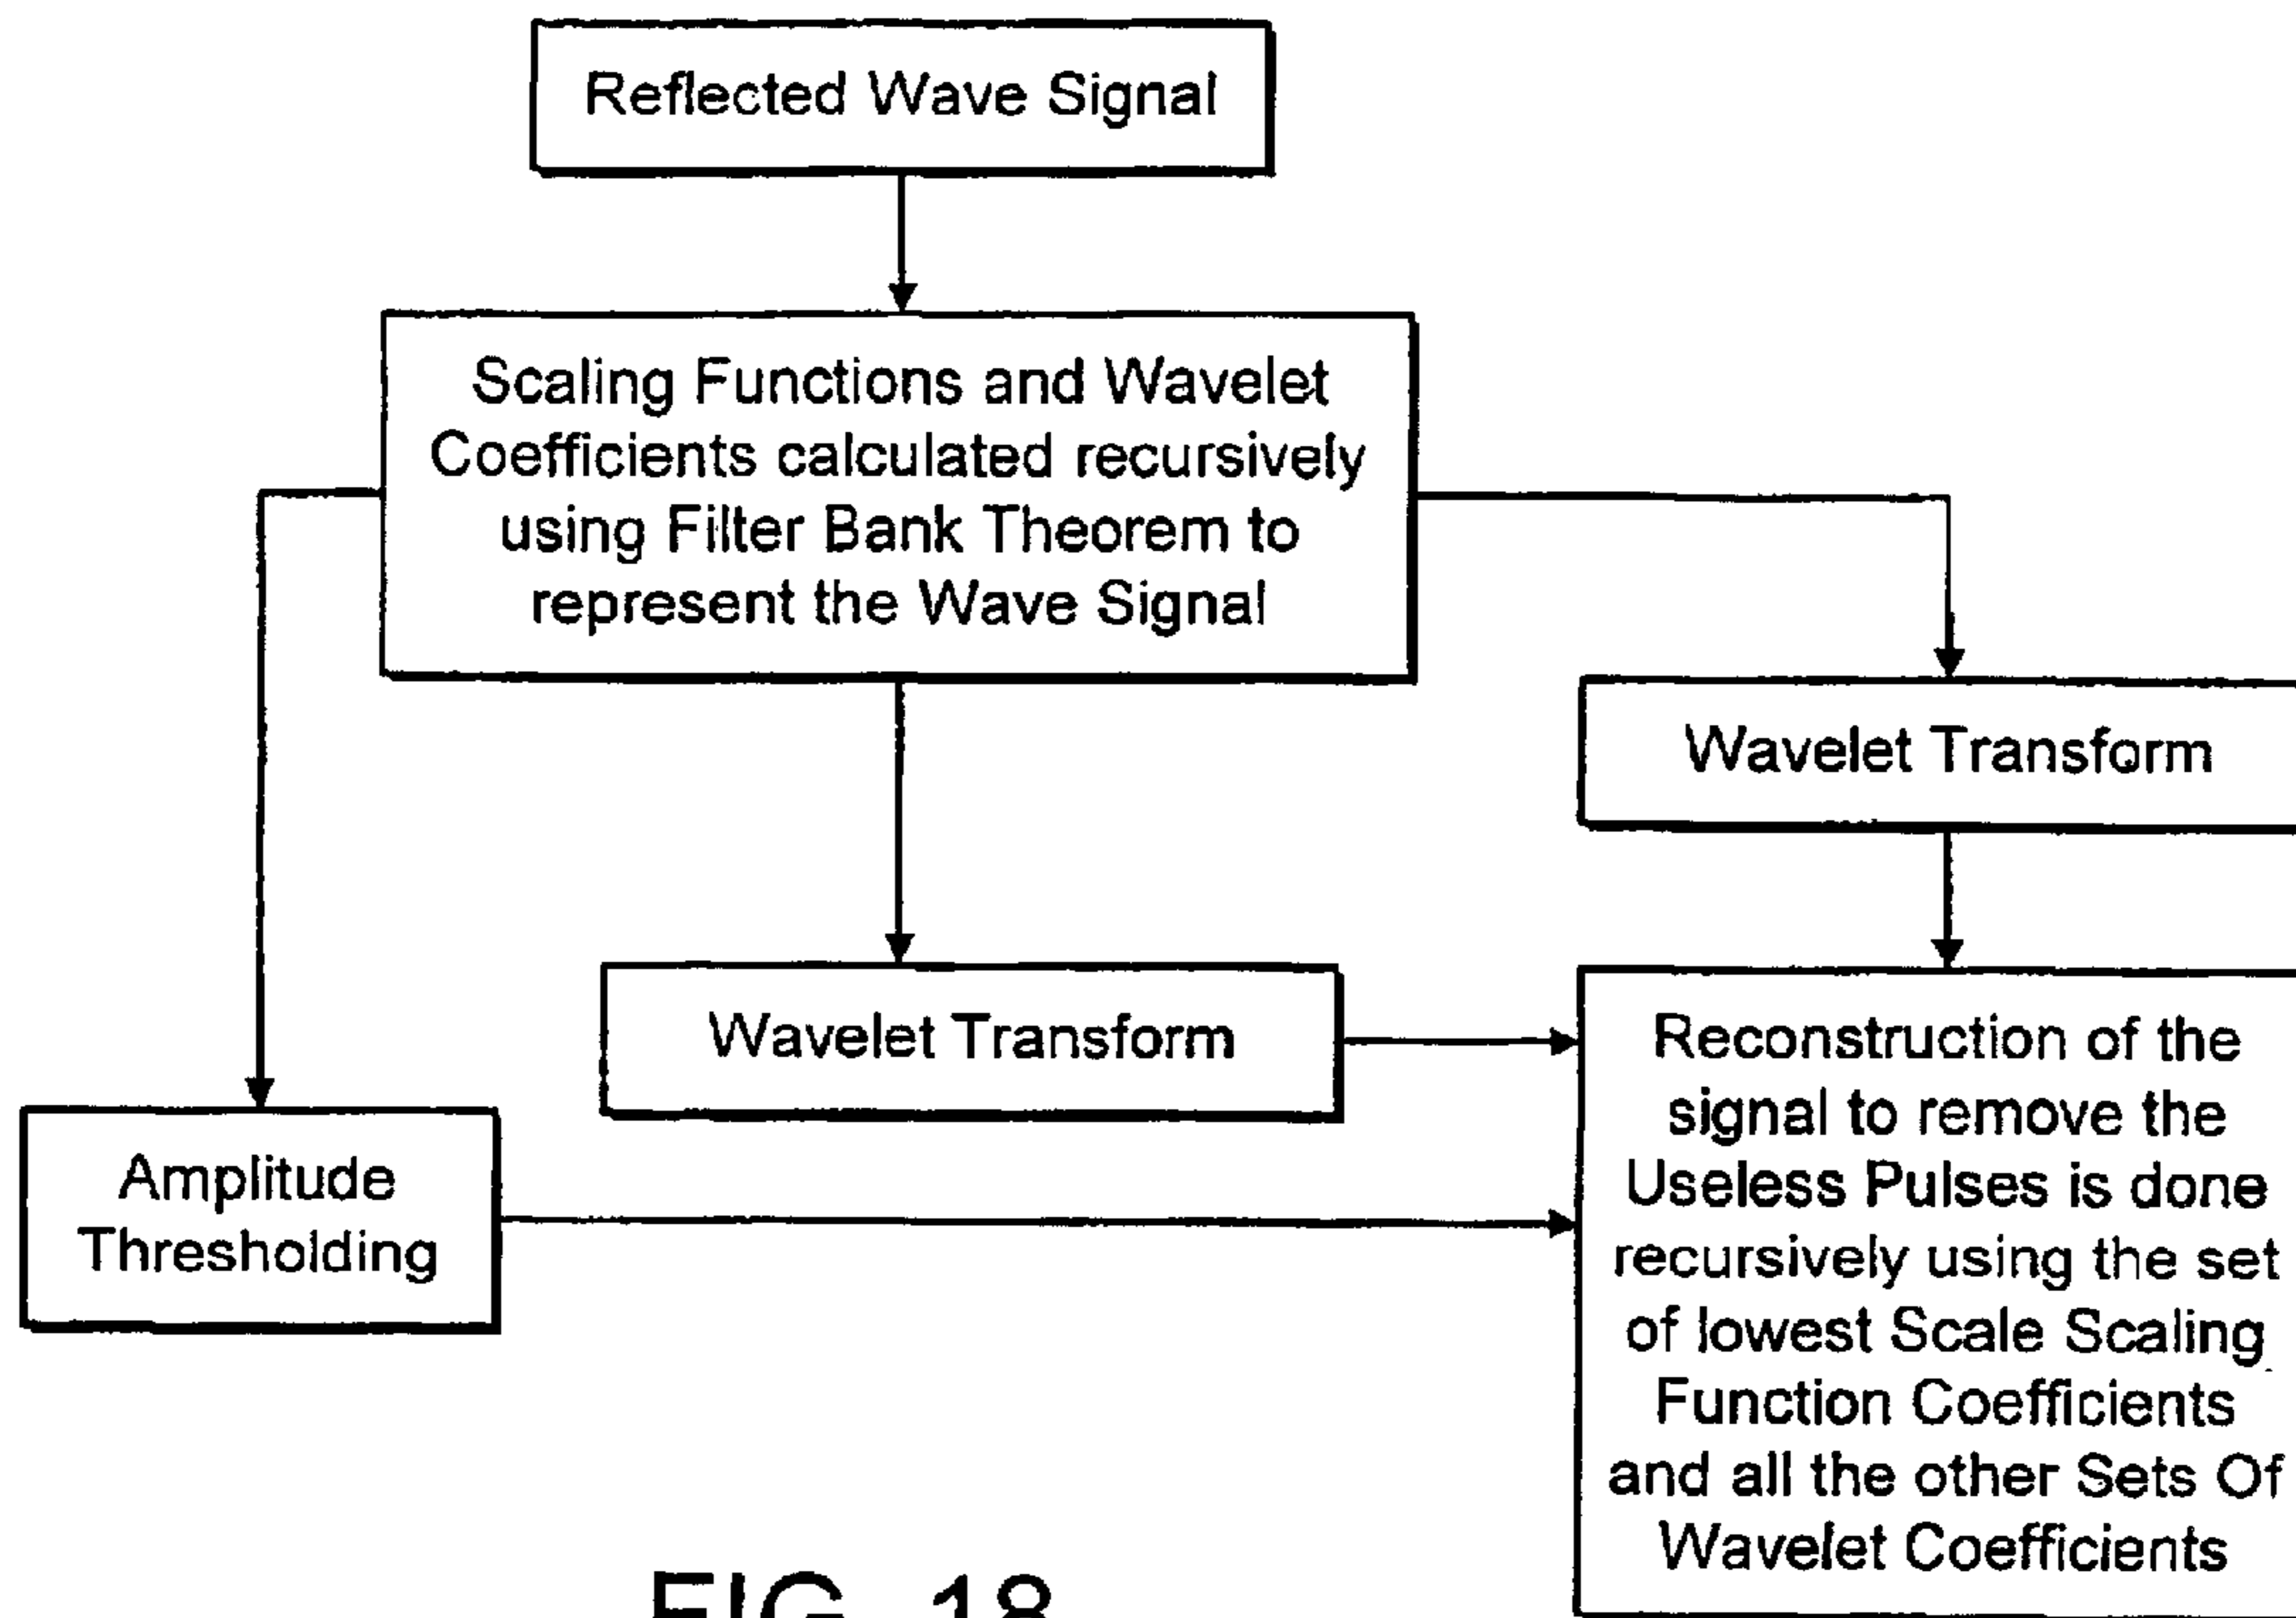 Reflected Wave Signal
Scaling Functions and Wavelet
Coefficients calculated recursively
using Filter Bank Theorem to
represent the Wave Signal
Wavelet Transform
Wavelet Transform
Amplitude
Thresholding
Reconstruction of the
signal to remove the
Useless Pulses is done
recursively using the set
of lowest Scale Scaling
Function Coefficients
and all the other Sets Of
Wavelet Coefficients
FIG. 18